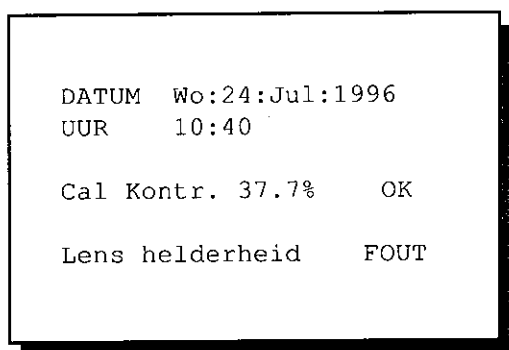 DATUM Wo:24:Jul:1996
UUR 10:40
Cal Kontr. 37.7% OK
Lens helderheid FOUT